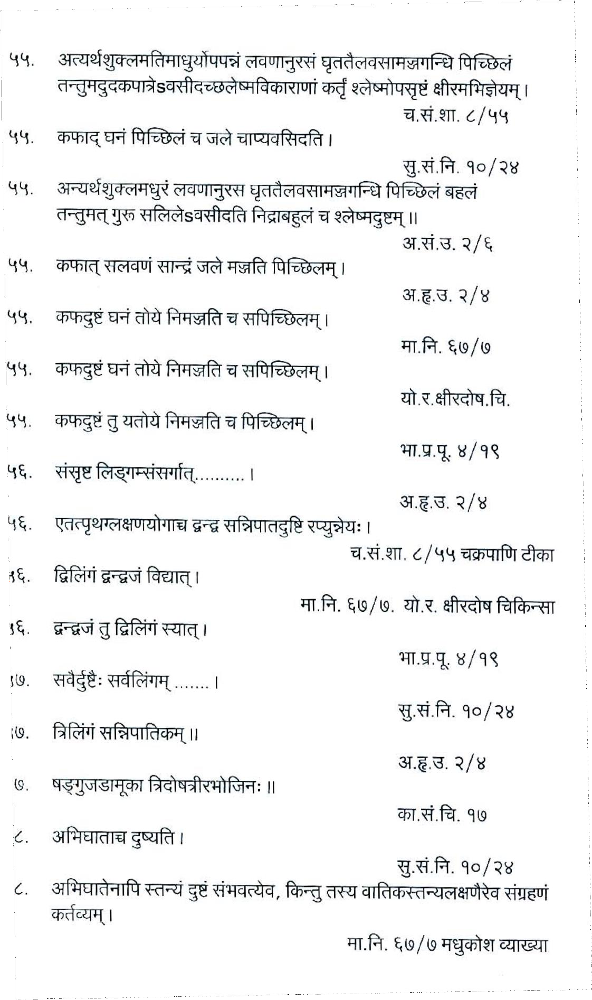 ५५. अत्यर्थशुक्लमतिमाधुर्योपपन्नं लवणानुरसं घृततैलवसामज्जगन्धि पिच्छिलं
तन्तुमदुदकपात्रेऽवसीदच्छलेष्मविकाराणां कर्तृं श्लेष्मोपसृष्टं क्षीरमभिज्ञेयम् ।
च.सं.शा. ८/५५
५५. कफाद् घनं पिच्छिलं च जले चाप्यवसिदति ।
सु.सं.नि. १०/२४
५५. अन्यर्थशुक्लमधुरं लवणानुरस घृततैलवसामज्जगन्धि पिच्छिलं बहलं
तन्तुमत् गुरू सलिलेऽवसीदति निद्राबहुलं च श्लेष्मदुष्टम् ॥
अ.सं.उ. २/६
५५. कफात् सलवणं सान्द्रं जले मज्जति पिच्छिलम् ।
अ.हृ.उ. २/४
५५. कफदुष्टं घनं तोये निमज्जति च सपिच्छिलम् ।
मा.नि. ६७/७
५५. कफदुष्टं घनं तोये निमज्जति च सपिच्छिलम् ।
यो.र.क्षीरदोष.चि.
५५. कफदुष्टं तु यतोये निमज्जति च पिच्छिलम् ।
भा.प्र.पू. ४/१९
५६. संसृष्ट लिड्गम्संसर्गात्.......... ।
अ.हृ.उ. २/४
५६. एतत्पृथग्लक्षणयोगाच्च द्वन्द्व सन्निपातदुष्टि रप्युन्नेयः ।
च.सं.शा. ८/५५ चक्रपाणि टीका
५६. द्विलिंगं द्वन्द्वजं विद्यात् ।
मा.नि. ६७/७. यो.र. क्षीरदोष चिकिन्सा
५६. द्वन्द्वजं तु द्विलिंगं स्यात् ।
भा.प्र.पू. ४/१९
७. सवैर्दुष्टैः सर्वलिंगम् ....... ।
सु.सं.नि. १०/२४
७. त्रिलिंगं सन्निपातिकम् ॥
अ.हृ.उ. २/४
७. षङ्गुजडामूका त्रिदोषत्रीरभोजिनः ॥
का.सं.चि. १७
८. अभिघाताच्च दुष्यति ।
सु.सं.नि. १०/२४
८. अभिघातेनापि स्तन्यं दुष्टं संभवत्येव, किन्तु तस्य वातिकस्तन्यलक्षणैरेव संग्रहणं
कर्तव्यम् ।
मा.नि. ६७/७ मधुकोश व्याख्या